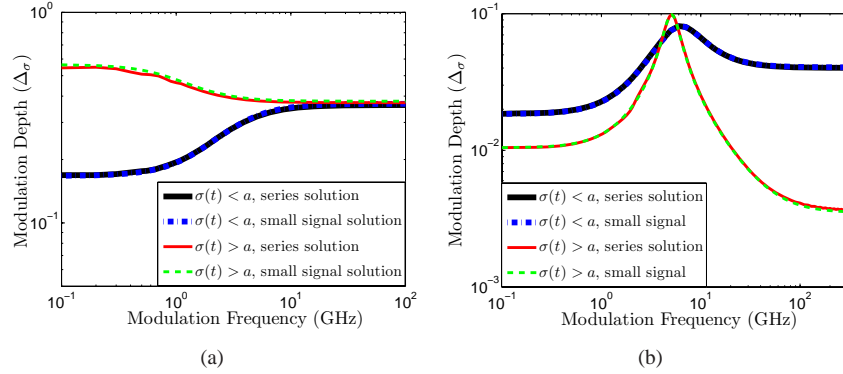 10^0
10^{-1}
Modulation Depth (Δ_σ)
σ(t) < a, series solution
σ(t) < a, small signal solution
σ(t) > a, series solution
σ(t) > a, small signal solution
10^{-1} 10^0 10^1 10^2
Modulation Frequency (GHz)
(a)
10^{-1}
10^{-2}
10^{-3}
Modulation Depth (Δ_σ)
σ(t) < a, series solution
σ(t) < a, small signal
σ(t) > a, series solution
σ(t) > a, small signal
10^{-1} 10^0 10^1 10^2
Modulation Frequency (GHz)
(b)